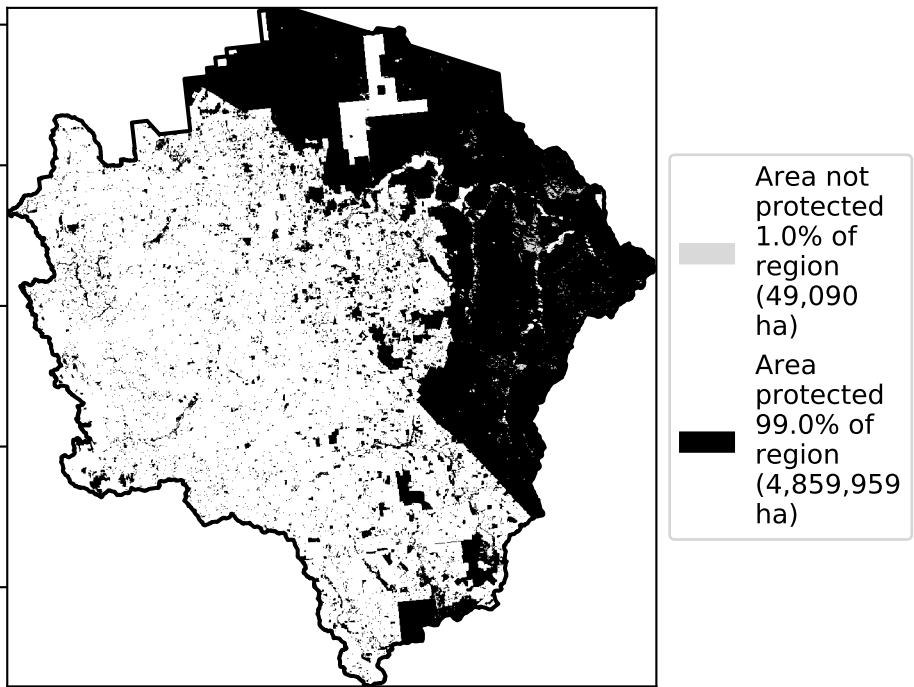 Area not
protected
1.0% of
region
(49,090
ha)
Area
protected
99.0% of
region
(4,859,959
ha)